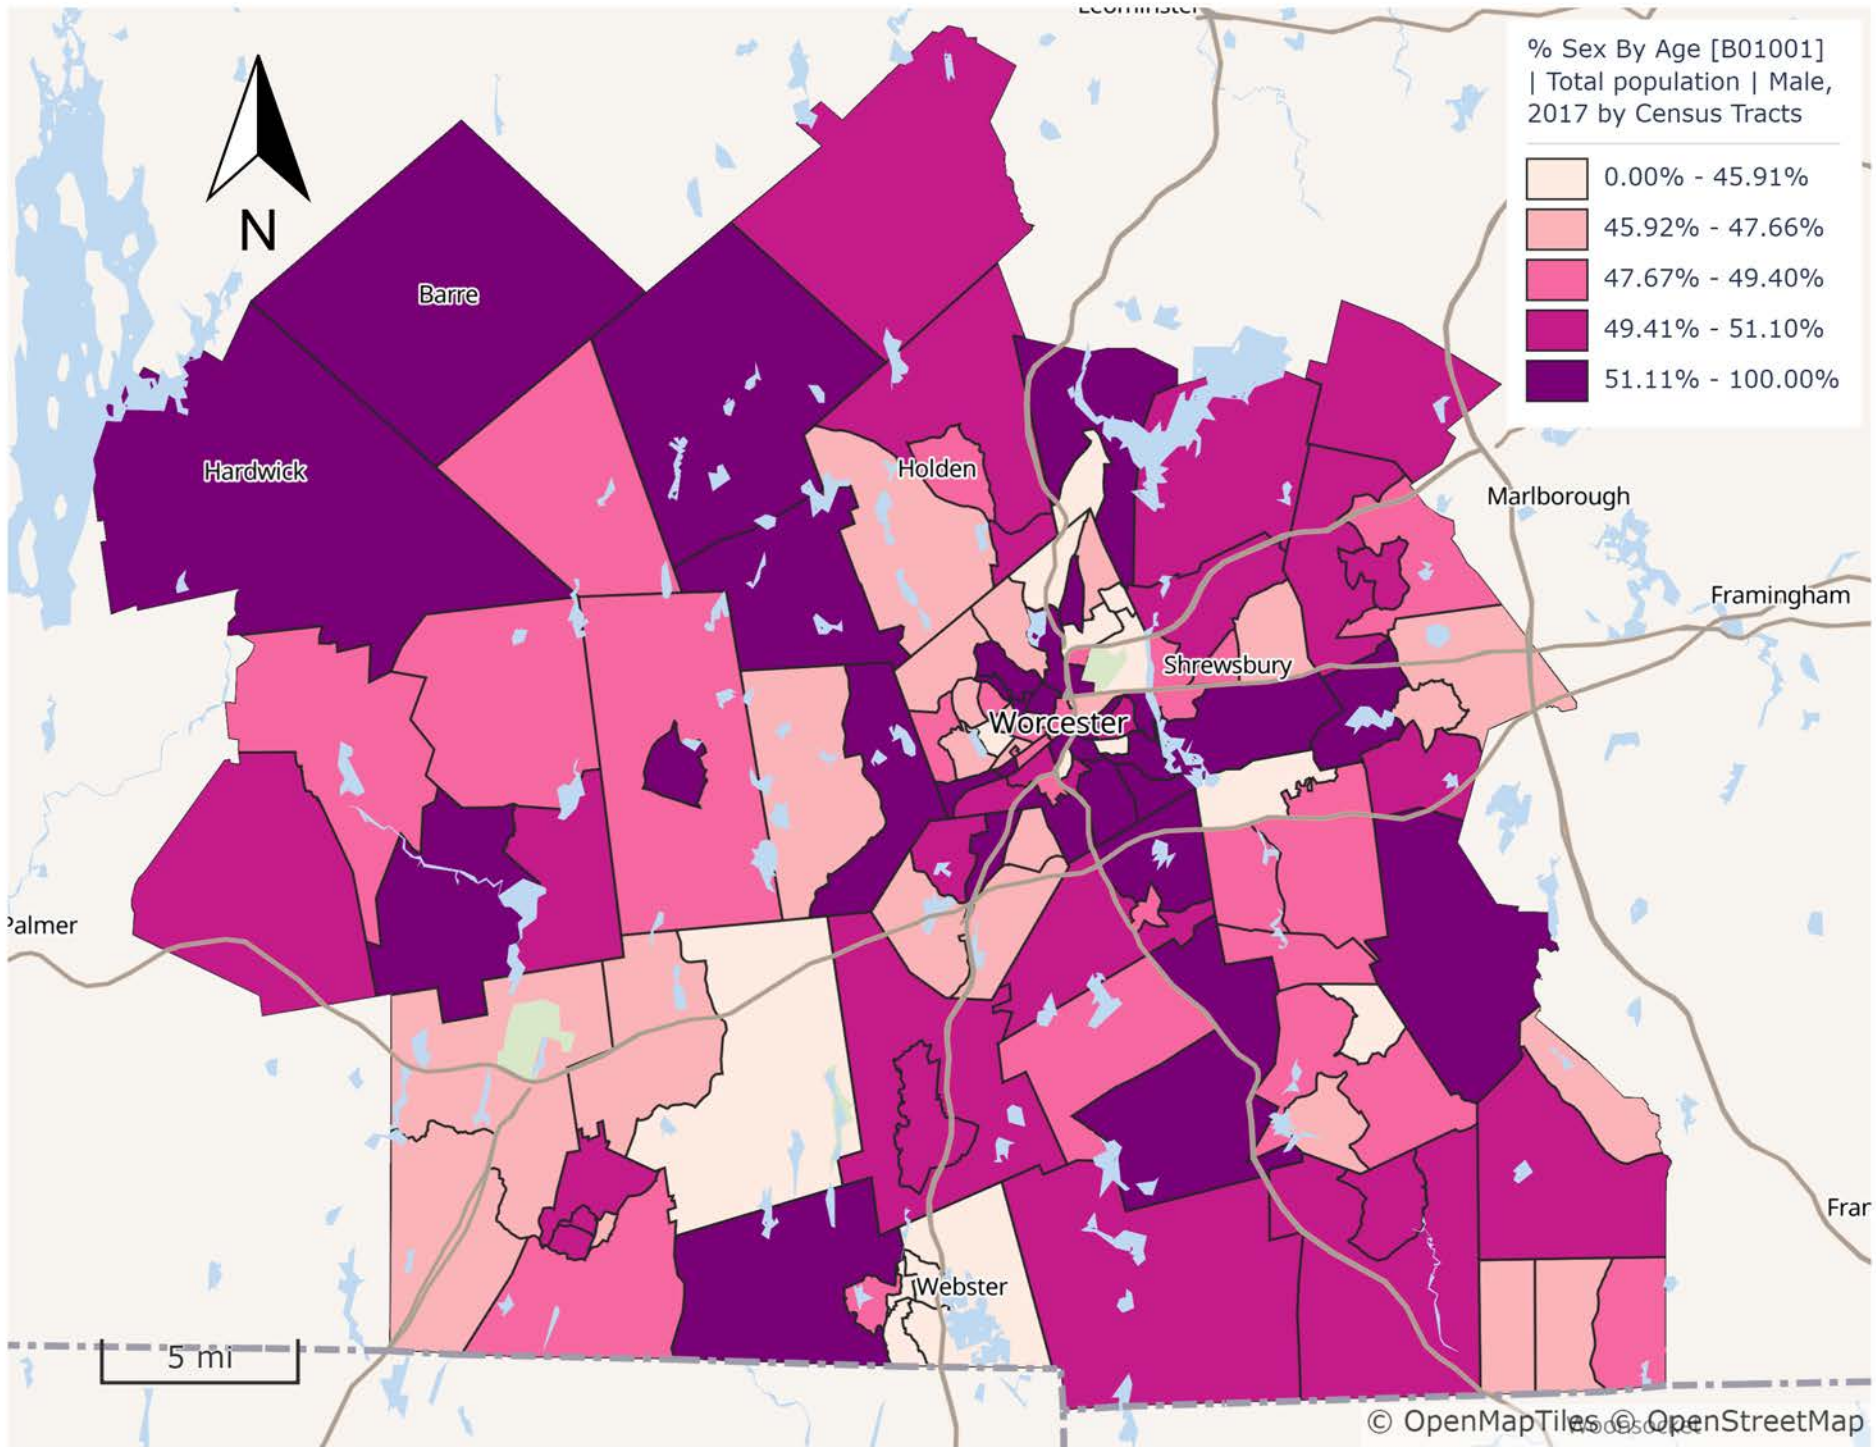 Leominster
% Sex By Age [B01001]
| Total population | Male,
2017 by Census Tracts
0.00% - 45.91%
45.92% - 47.66%
47.67% - 49.40%
49.41% - 51.10%
51.11% - 100.00%
N
Barre
Hardwick
Holden
Marlborough
Framingham
Shrewsbury
Worcester
Palmer
Fran
Webster
5 mi
Woonsocket
© OpenMapTiles © OpenStreetMap